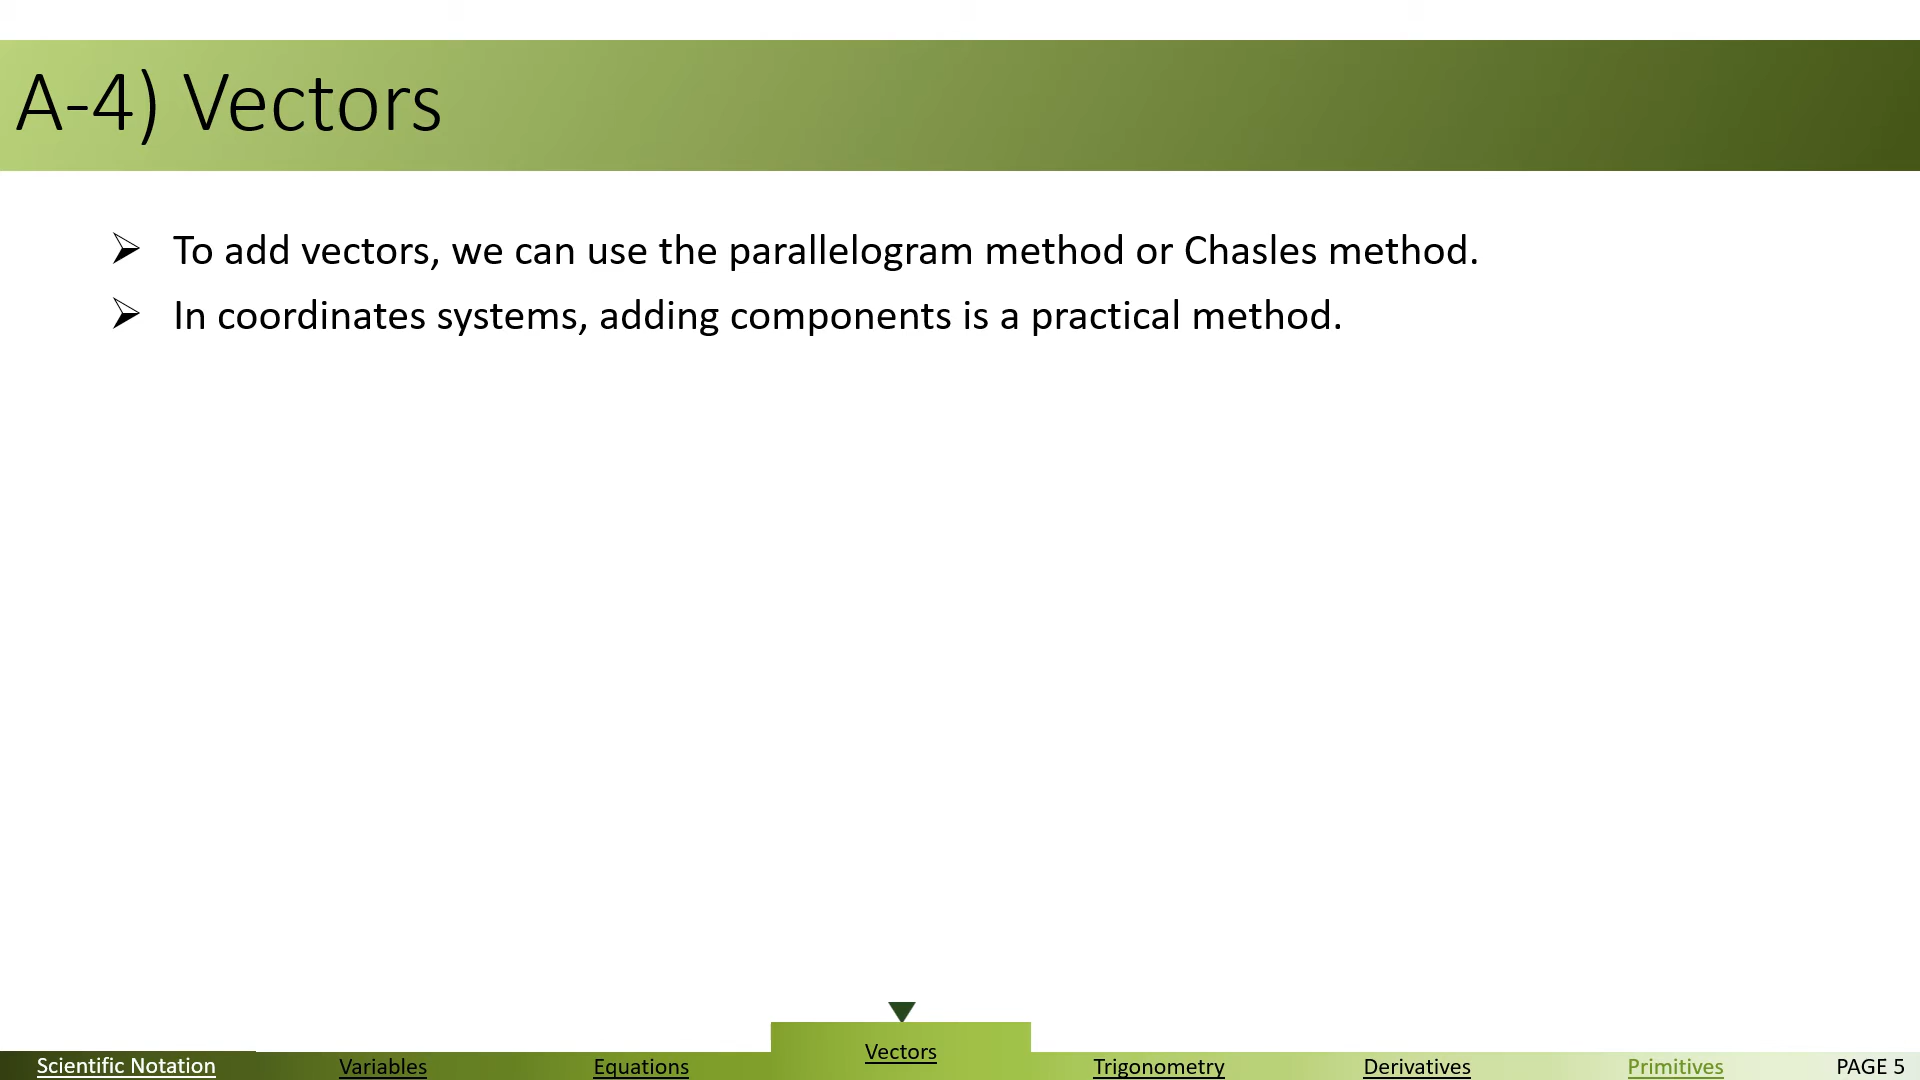 A-4) Vectors
To add vectors, we can use the parallelogram method or Chasles method.
In coordinates systems, adding components is a practical method.
Scientific Notation Variables Equations Vectors Trigonometry Derivatives Primitives PAGE 5